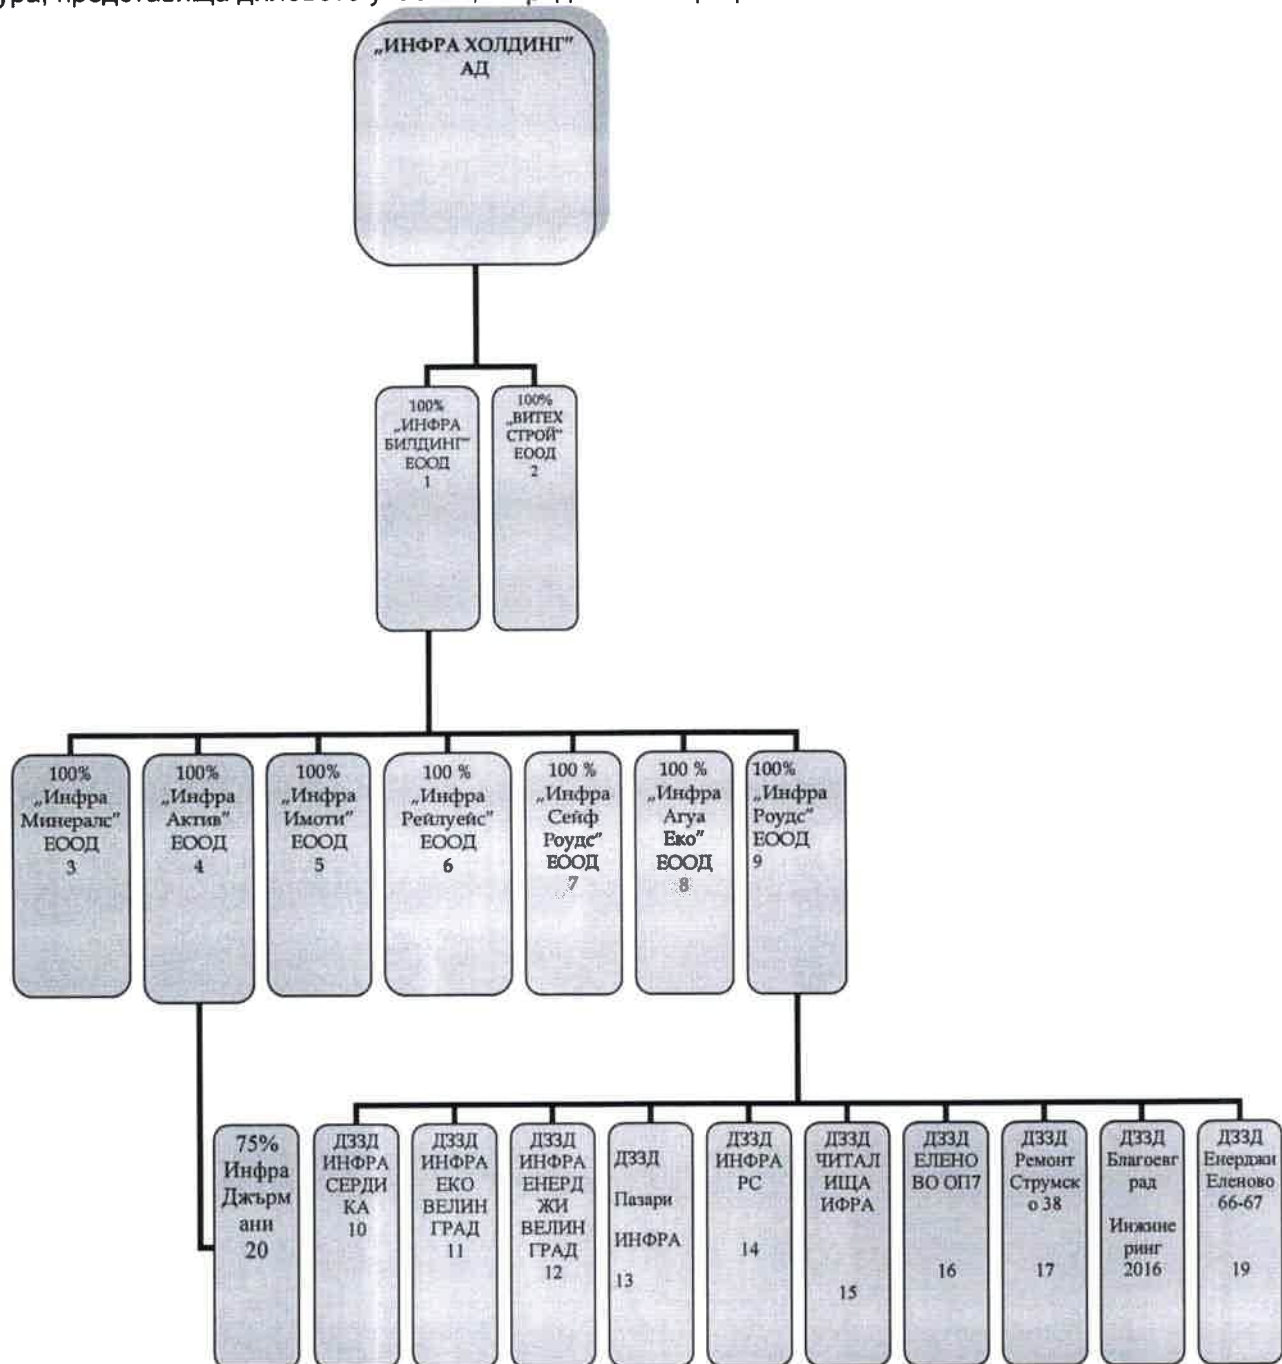 „ИНФРА ХОЛДИНГ"
АД
100%
„ИНФРА
БИЛДИНГ"
ЕООД
1
100%
„ВИТЕХ
СТРОЙ"
ЕООД
2
100%
„Инфра
Минералс"
ЕООД
3
100%
„Инфра
Актив"
ЕООД
4
100%
„Инфра
Имоти"
ЕООД
5
100 %
„Инфра
Рейлуейс"
ЕООД
6
100 %
„Инфра
Сейф
Роудс"
ЕООД
7
100 %
„Инфра
Агуа
Еко"
ЕООД
8
100%
„Инфра
Роудс"
ЕООД
9
75%
Инфра
Джърм
ани
20
ДЗЗД
ИНФРА
СЕРДИ
КА
10
ДЗЗД
ИНФРА
ЕКО
ВЕЛИН
ГРАД
11
ДЗЗД
ИНФРА
ЕНЕРД
ЖИ
ВЕЛИН
ГРАД
12
ДЗЗД
Пазари
ИНФРА
13
ДЗЗД
ИНФРА
РС
14
ДЗЗД
ЧИТАЛ
ИЩА
ИФРА
15
ДЗЗД
ЕЛЕНО
ВО ОП7
16
ДЗЗД
Ремонт
Струмск
о 38
17
ДЗЗД
Благоевг
рад
Инжине
ринг
2016
ДЗЗД
Енерджи
Еленово
66-67
19